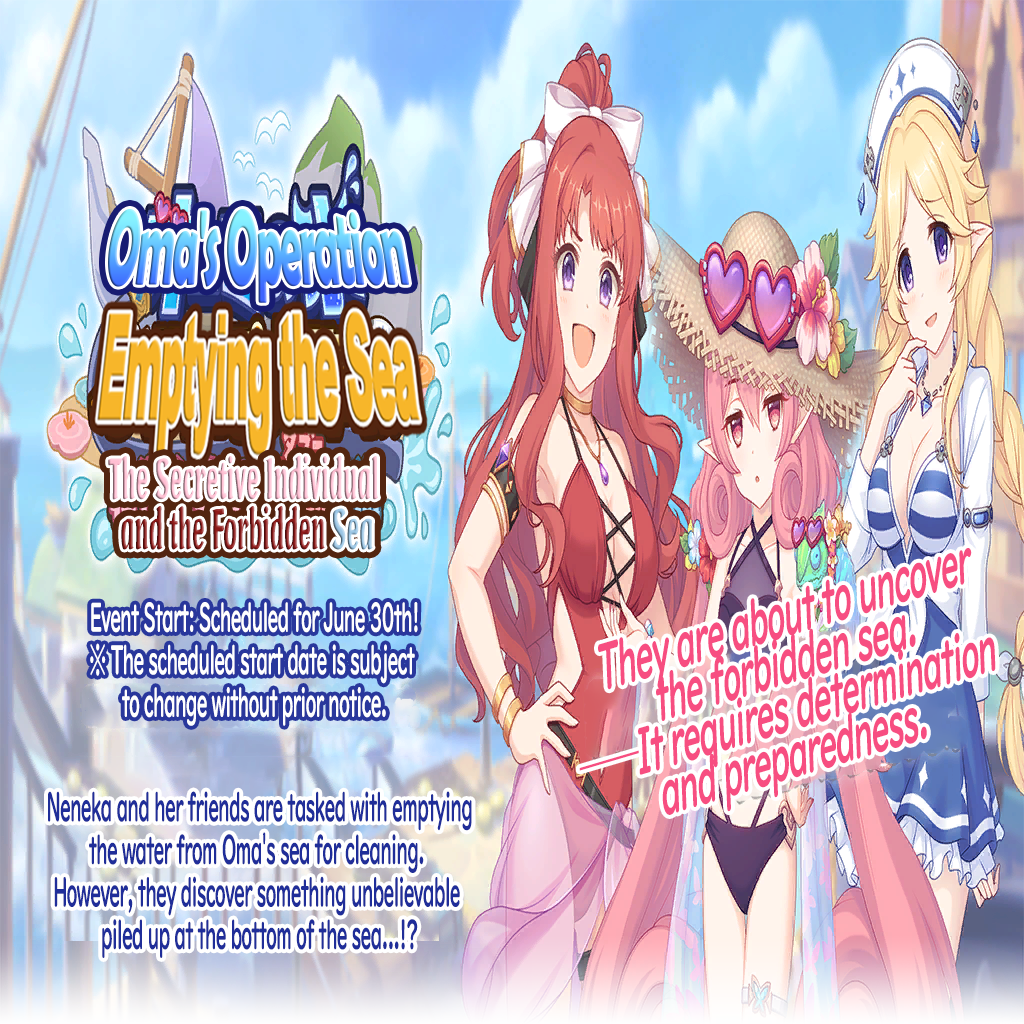 Oma's Operation
Emptying the Sea
The Secretive Individual
and the Forbidden Sea
Event Start: Scheduled for June 30th!
※The scheduled start date is subject
to change without prior notice.
Neneka and her friends are tasked with emptying
the water from Oma's sea for cleaning.
However, they discover something unbelievable
piled up at the bottom of the sea...!?
They are about to uncover
the forbidden sea.
──It requires determination
and preparedness.